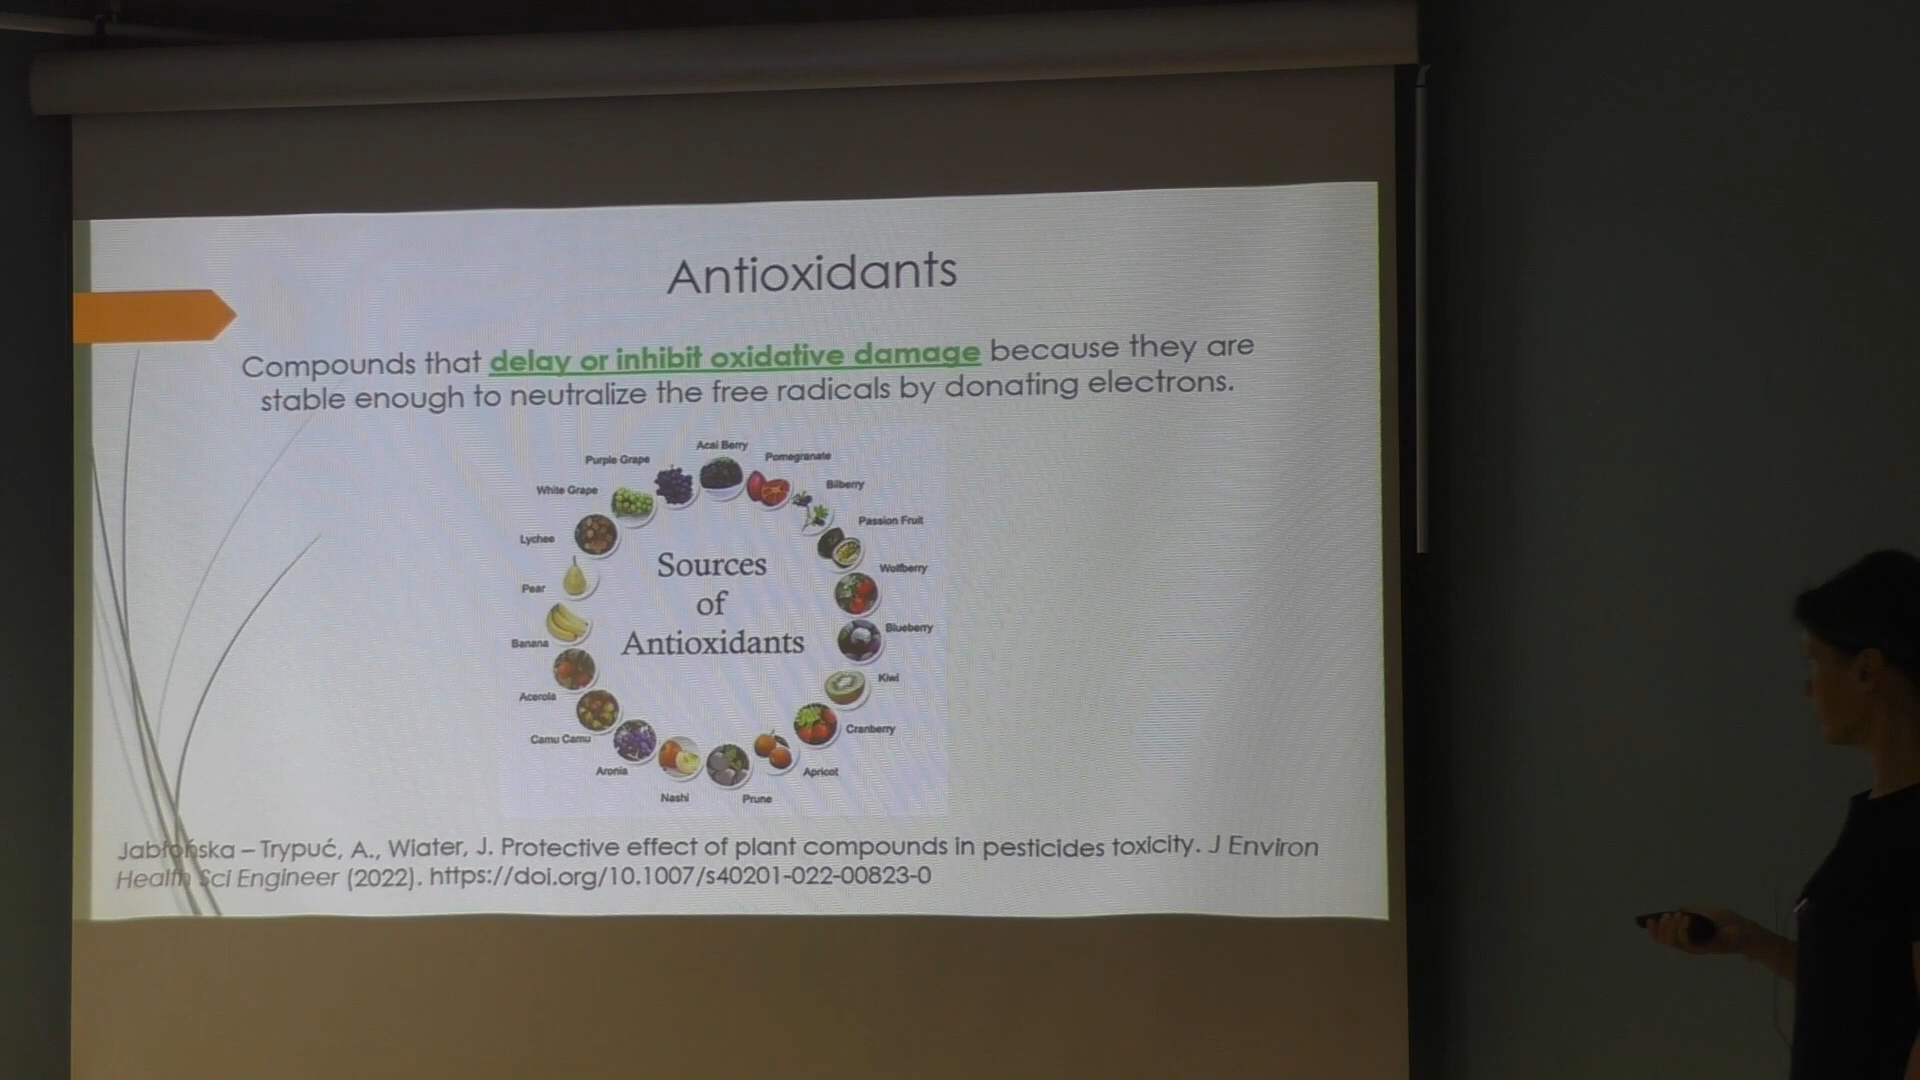 Antioxidants
Compounds that delay or inhibit oxidative damage because they are
stable enough to neutralize the free radicals by donating electrons.
Acai Berry
Pomegranate
Bilberry
Passion Fruit
Wolfberry
Blueberry
Kiwi
Cranberry
Apricot
Prune
Nashi
Aronia
Camu Camu
Acerola
Banana
Pear
Lychee
White Grape
Purple Grape
Sources
of
Antioxidants
Jabłońska – Trypuć, A., Wiater, J. Protective effect of plant compounds in pesticides toxicity. J Environ
Health Sci Engineer (2022). https://doi.org/10.1007/s40201-022-00823-0